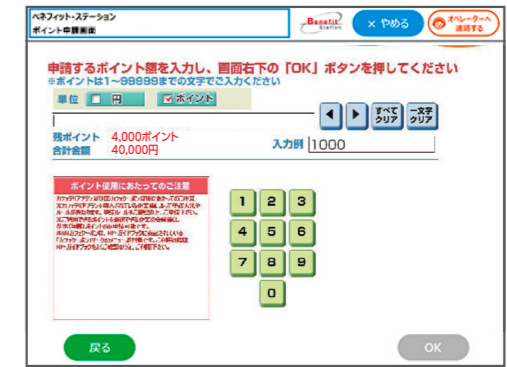 ベネフィット・ステーション
ポイント申請画面
Benefit Station
× やめる
オペレーターへ
連絡する
申請するポイント額を入力し、画面右下の「OK」ボタンを押してください
※ポイントは1~99999までの文字でご入力ください
単位 円 ポイント
すべて
クリア
一文字
クリア
残ポイント 4,000ポイント
合計金額 40,000円
入力例 1000
ポイント使用にあたってのご注意
1 2 3
4 5 6
7 8 9
0
戻る
OK